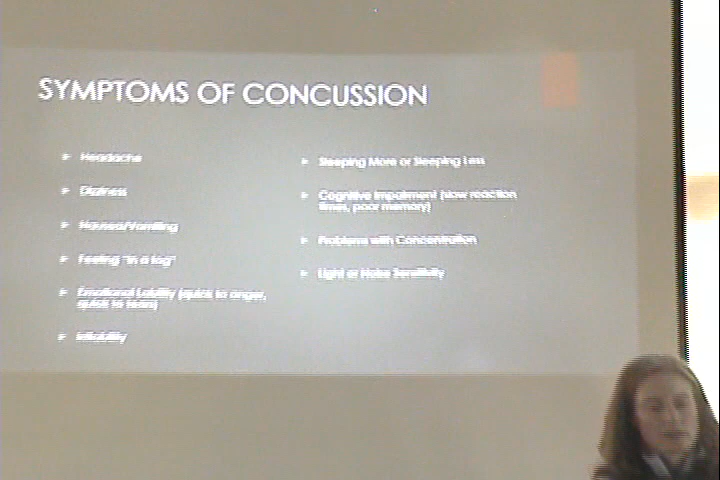 SYMPTOMS OF CONCUSSION
Headache
Dizziness
Nausea/Vomiting
Feeling "in a fog"
Emotional Lability (quick to anger,
quick to tears)
Irritability
Sleeping More or Sleeping Less
Cognitive Impairment (slow reaction
times, poor memory)
Problems with Concentration
Light or Noise Sensitivity